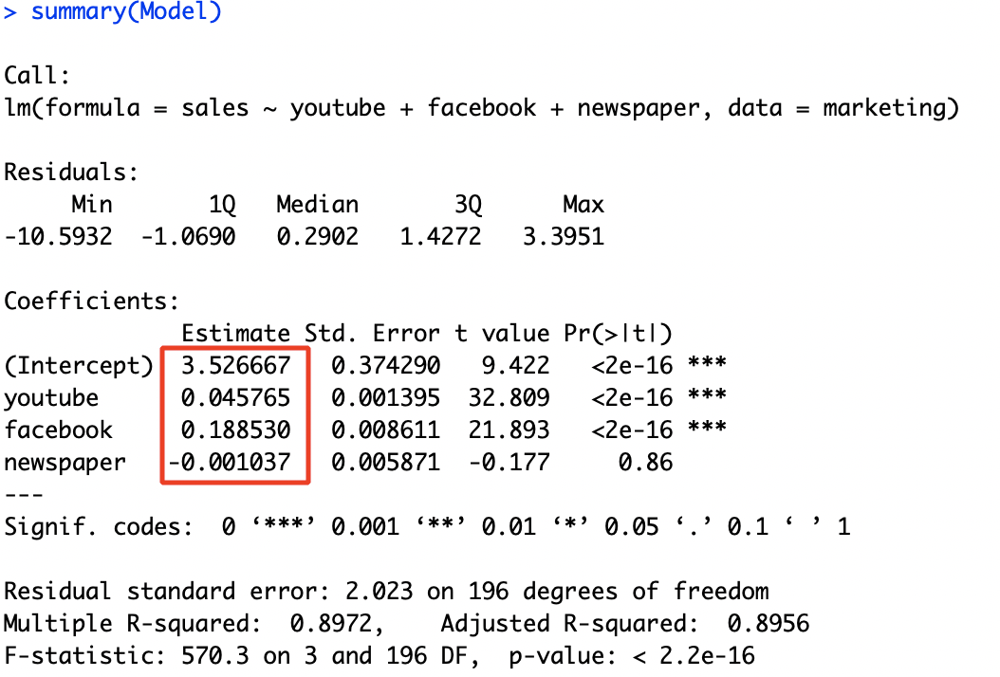 > summary(Model)
Call:
lm(formula = sales ~ youtube + facebook + newspaper, data = marketing)
Residuals:
     Min       1Q   Median       3Q      Max
-10.5932  -1.0690   0.2902   1.4272   3.3951
Coefficients:
             Estimate Std. Error t value Pr(>|t|)
(Intercept)  3.526667   0.374290   9.422   <2e-16 ***
youtube      0.045765   0.001395  32.809   <2e-16 ***
facebook     0.188530   0.008611  21.893   <2e-16 ***
newspaper   -0.001037   0.005871  -0.177     0.86
---
Signif. codes:  0 ‘***’ 0.001 ‘**’ 0.01 ‘*’ 0.05 ‘.’ 0.1 ‘ ’ 1
Residual standard error: 2.023 on 196 degrees of freedom
Multiple R-squared:  0.8972,    Adjusted R-squared:  0.8956
F-statistic: 570.3 on 3 and 196 DF,  p-value: < 2.2e-16